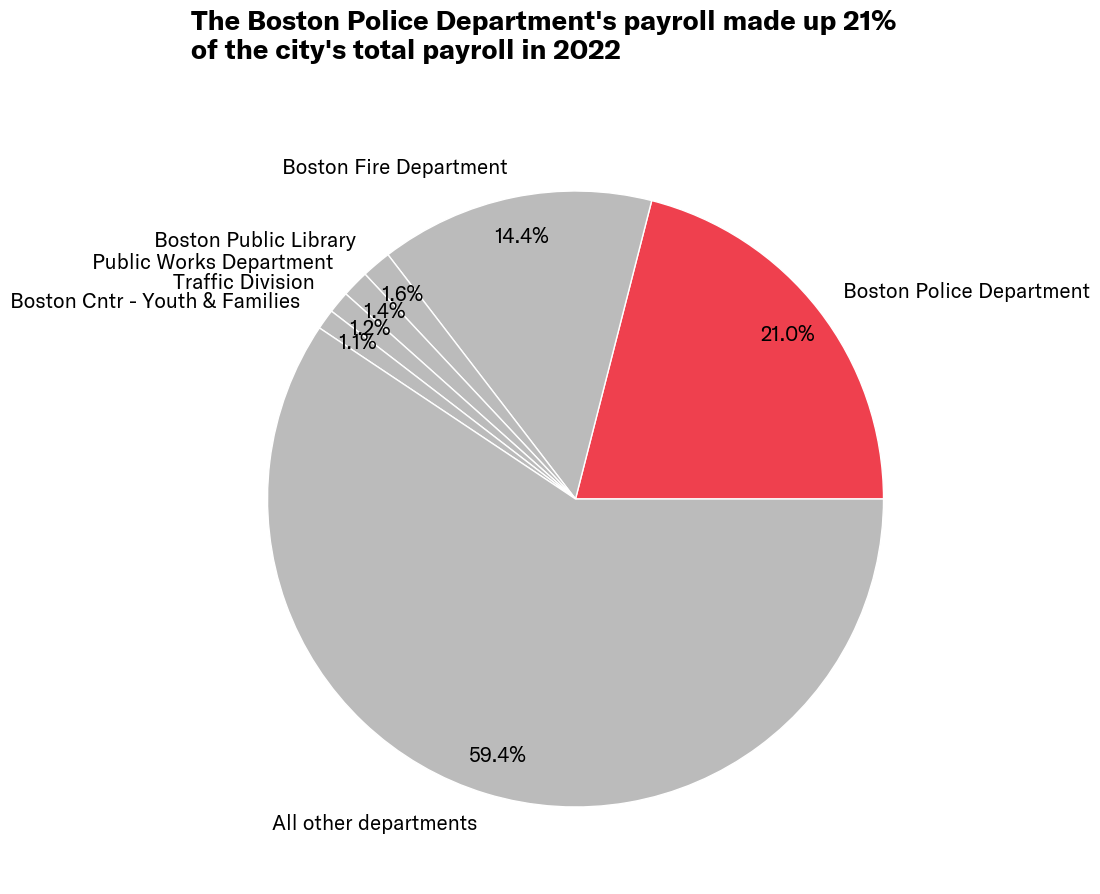 The Boston Police Department's payroll made up 21%
of the city's total payroll in 2022
Boston Fire Department
14.4%
Boston Public Library
Public Works Department
Traffic Division
Boston Cntr - Youth & Families
1.6%
1.4%
1.2%
1.1%
Boston Police Department
21.0%
59.4%
All other departments